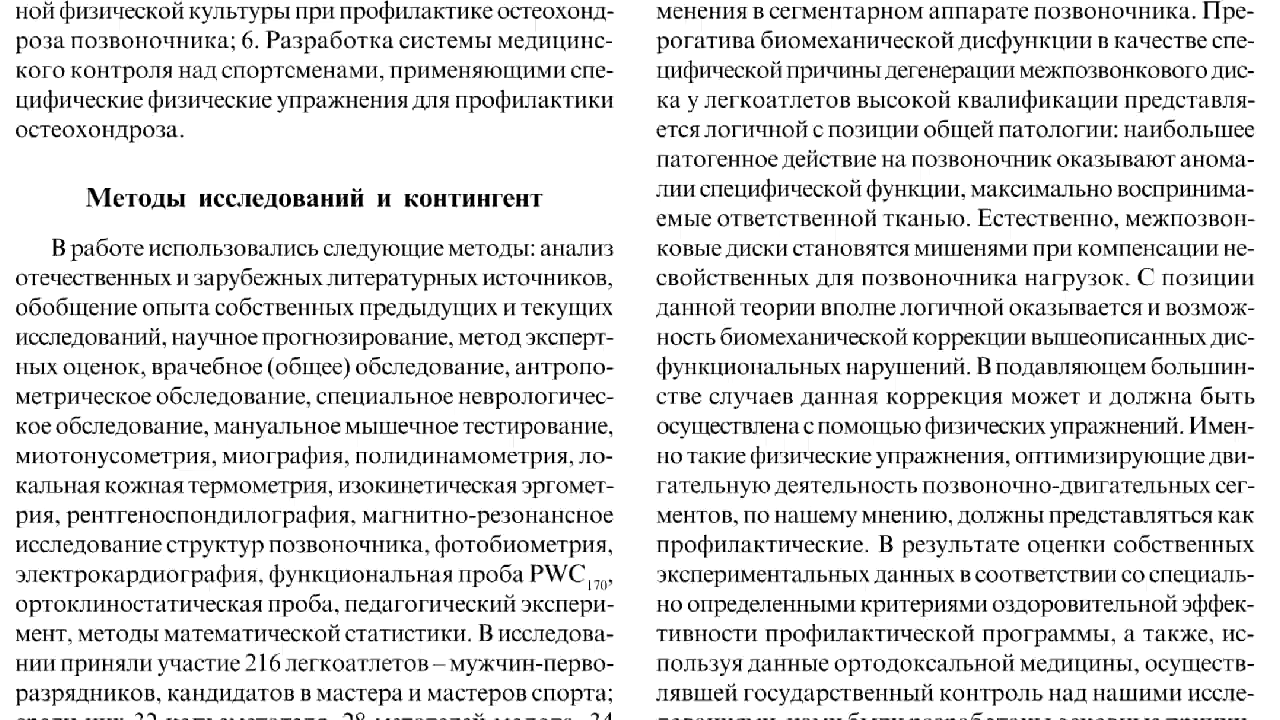 ной физической культуры при профилактике остеохонд-
роза позвоночника; 6. Разработка системы медицинс-
кого контроля над спортсменами, применяющими спе-
цифические физические упражнения для профилактики
остеохондроза.
Методы исследований и контингент
В работе использовались следующие методы: анализ
отечественных и зарубежных литературных источников,
обобщение опыта собственных предыдущих и текущих
исследований, научное прогнозирование, метод эксперт-
ных оценок, врачебное (общее) обследование, антропо-
метрическое обследование, специальное неврологичес-
кое обследование, мануальное мышечное тестирование,
миотонусометрия, миография, полидинамометрия, ло-
кальная кожная термометрия, изокинетическая эргомет-
рия, рентгеноспондилография, магнитно-резонансное
исследование структур позвоночника, фотобиометрия,
электрокардиография, функциональная проба PWC170,
ортоклиностатическая проба, педагогический экспери-
мент, методы математической статистики. В исследова-
нии приняли участие 216 легкоатлетов – мужчин-перво-
разрядников, кандидатов в мастера и мастеров спорта;
менения в сегментарном аппарате позвоночника. Пре-
рогатива биомеханической дисфункции в качестве спе-
цифической причины дегенерации межпозвонкового дис-
ка у легкоатлетов высокой квалификации представля-
ется логичной с позиции общей патологии: наибольшее
патогенное действие на позвоночник оказывают анома-
лии специфической функции, максимально воспринима-
емые ответственной тканью. Естественно, межпозвон-
ковые диски становятся мишенями при компенсации не-
свойственных для позвоночника нагрузок. С позиции
данной теории вполне логичной оказывается и возмож-
ность биомеханической коррекции вышеописанных дис-
функциональных нарушений. В подавляющем большин-
стве случаев данная коррекция может и должна быть
осуществлена с помощью физических упражнений. Имен-
но такие физические упражнения, оптимизирующие дви-
гательную деятельность позвоночно-двигательных сег-
ментов, по нашему мнению, должны представляться как
профилактические. В результате оценки собственных
экспериментальных данных в соответствии со специаль-
но определенными критериями оздоровительной эффек-
тивности профилактической программы, а также, ис-
пользуя данные ортодоксальной медицины, осуществ-
лявшей государственный контроль над нашими иссле-